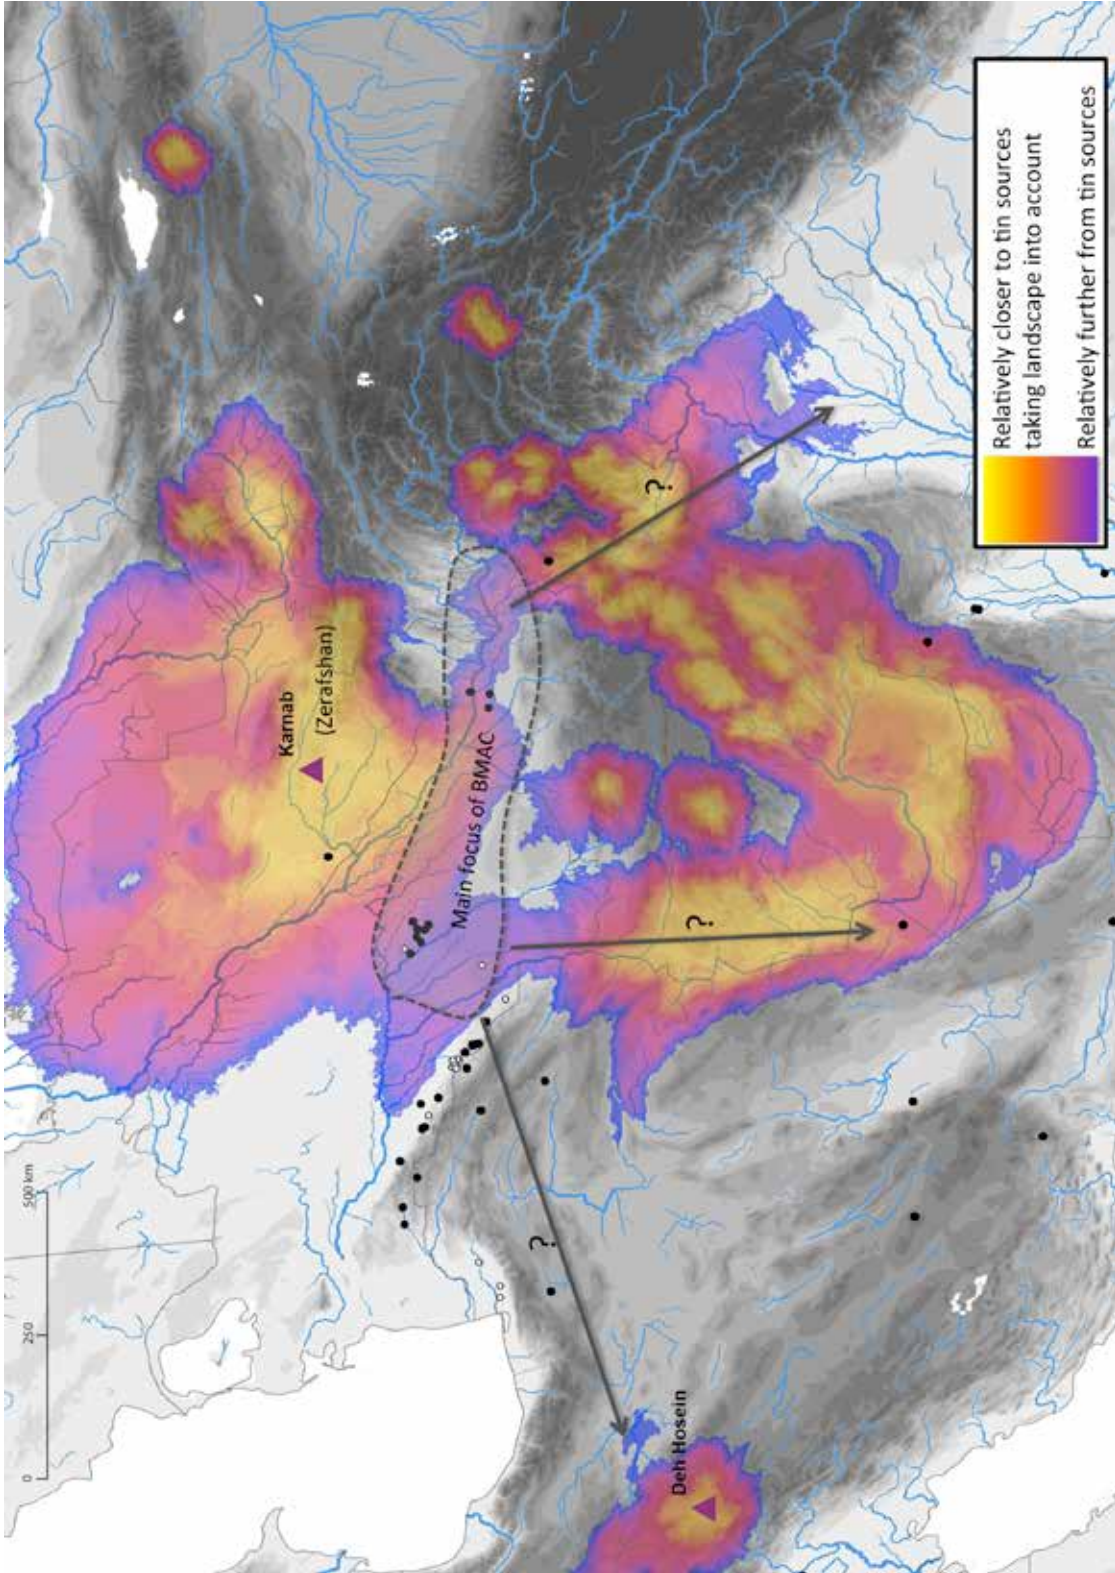 0
250
500 km
Karnab
(Zerafshan)
Main focus of BMAC
?
?
?
Deh Hosein
Relatively closer to tin sources
taking landscape into account
Relatively further from tin sources